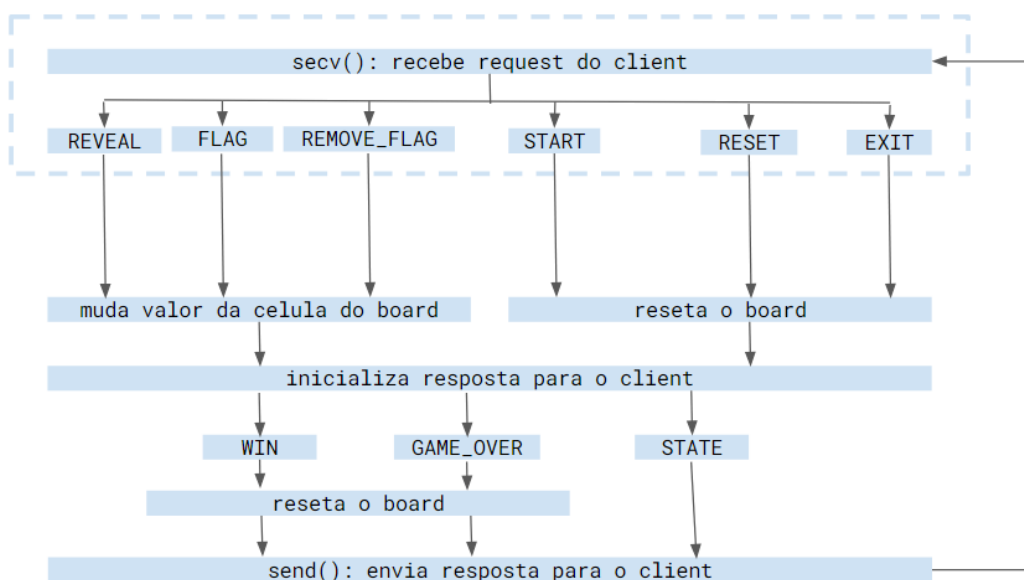 secv(): recebe request do client
REVEAL
FLAG
REMOVE_FLAG
START
RESET
EXIT
muda valor da celula do board
reseta o board
inicializa resposta para o client
WIN
GAME_OVER
STATE
reseta o board
send(): envia resposta para o client